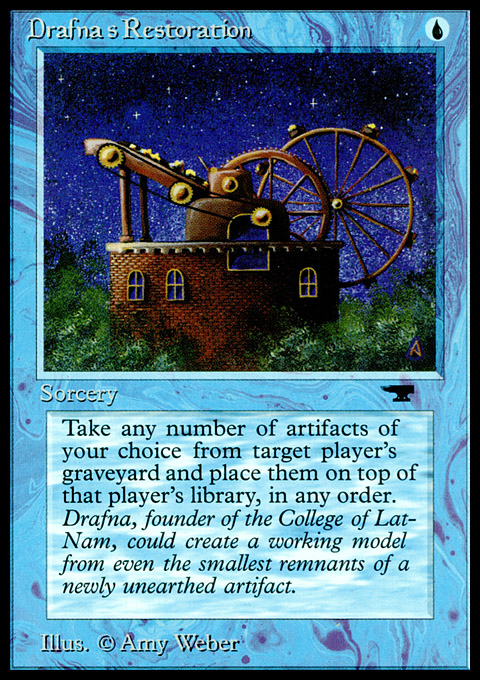 Drafna's Restoration
Sorcery
Take any number of artifacts of
your choice from target player's
graveyard and place them on top of
that player's library, in any order.
Drafna, founder of the College of Lat-
Nam, could create a working model
from even the smallest remnants of a
newly unearthed artifact.
Illus. © Amy Weber